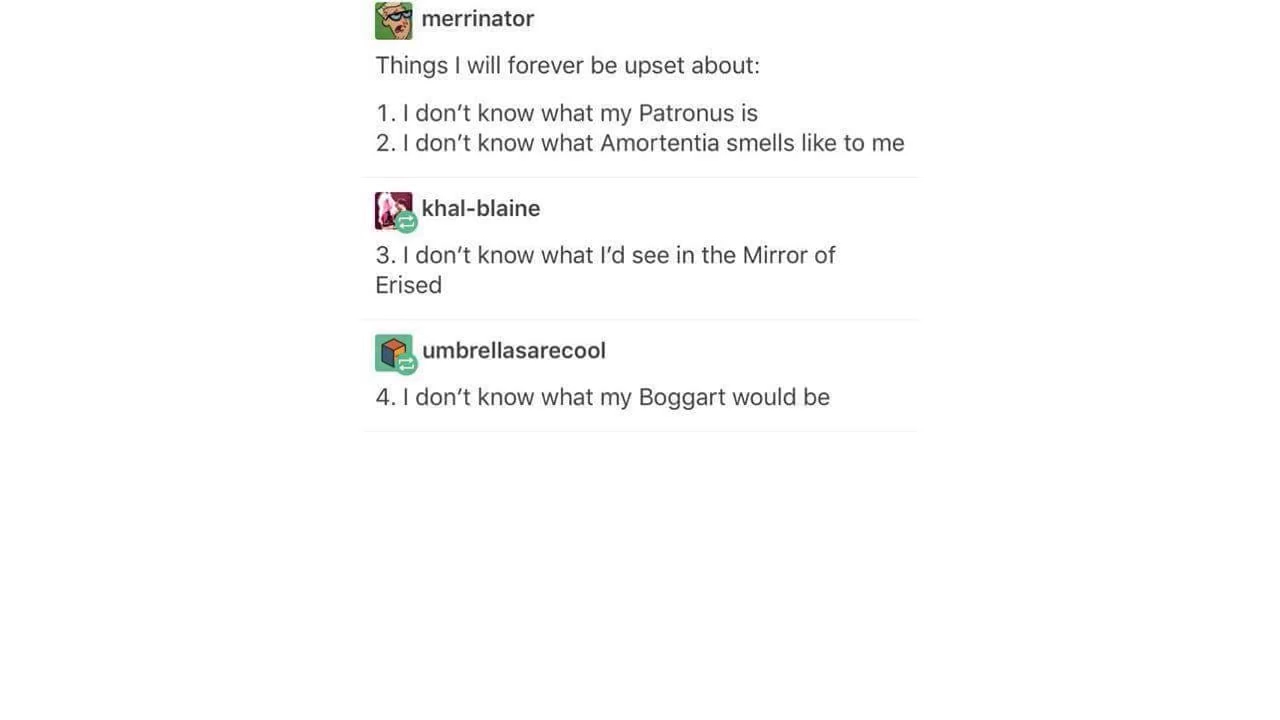 merrinator
Things I will forever be upset about:
1. I don’t know what my Patronus is
2. I don’t know what Amortentia smells like to me
khal-blaine
3. I don’t know what I’d see in the Mirror of
Erised
umbrellasarecool
4. I don’t know what my Boggart would be